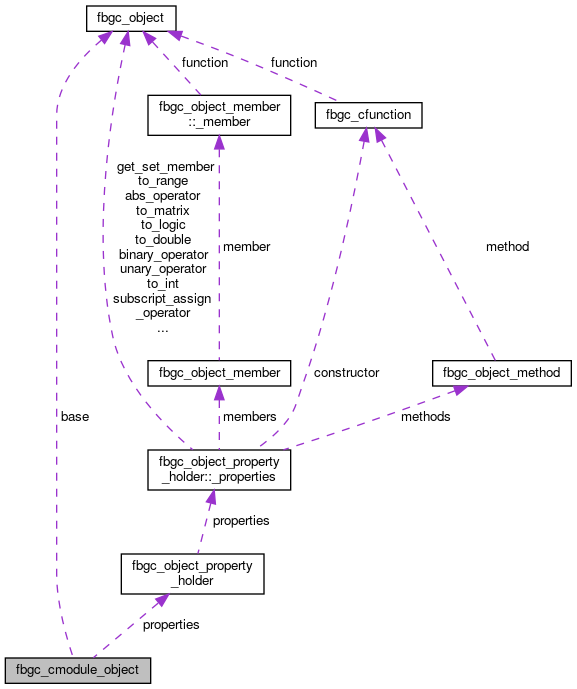 fbgc_object
function
function
fbgc_object_member
::_member
fbgc_cfunction
get_set_member
to_range
abs_operator
to_matrix
to_logic
to_double
binary_operator
unary_operator
to_int
subscript_assign
_operator
...
member
method
fbgc_object_member
constructor
fbgc_object_method
base
members
methods
fbgc_object_property
_holder::_properties
properties
fbgc_object_property
_holder
properties
fbgc_cmodule_object